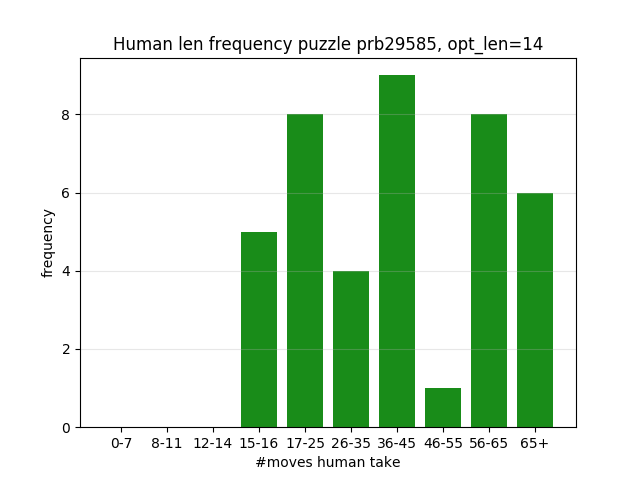 Human len frequency puzzle prb29585, opt_len=14
8
6
4
2
0
frequency
0-7 8-11 12-14 15-16 17-25 26-35 36-45 46-55 56-65 65+
#moves human take